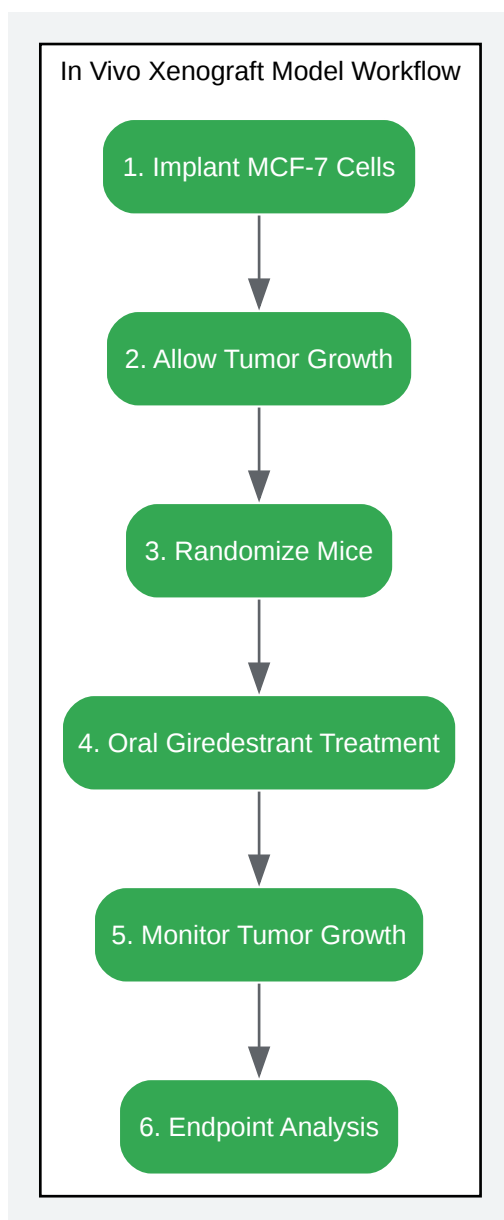 In Vivo Xenograft Model Workflow
1. Implant MCF-7 Cells
2. Allow Tumor Growth
3. Randomize Mice
4. Oral Giredestrant Treatment
5. Monitor Tumor Growth
6. Endpoint Analysis